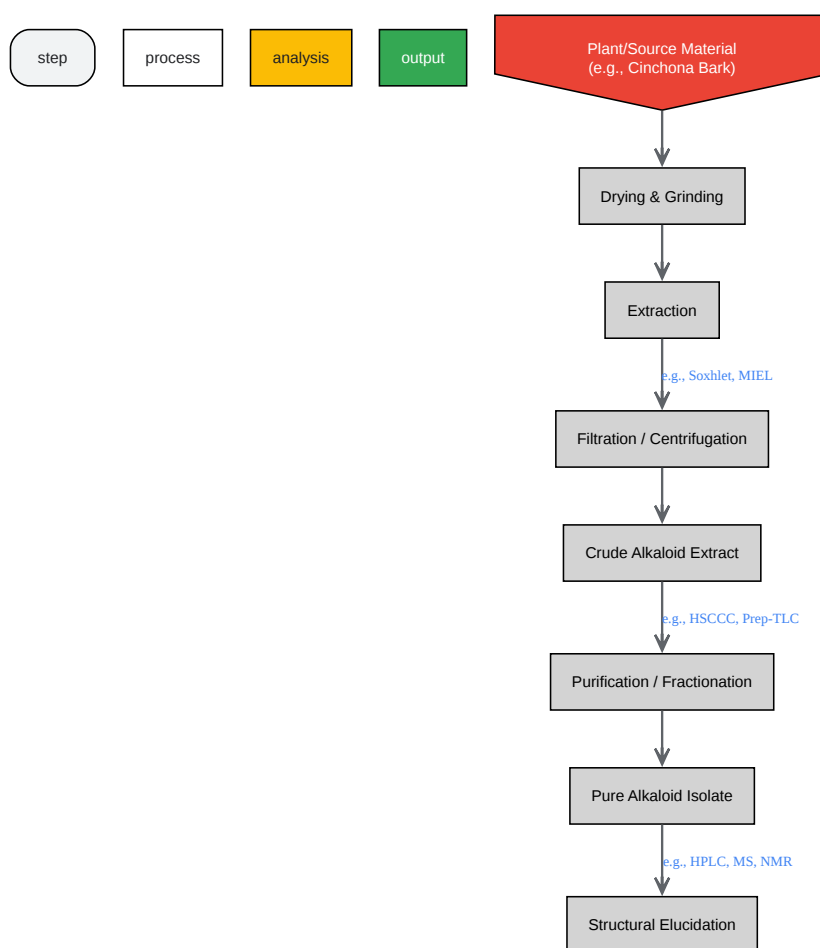 step
process
analysis
output
Plant/Source Material
(e.g., Cinchona Bark)
Drying & Grinding
Extraction
e.g., Soxhlet, MIEL
Filtration / Centrifugation
Crude Alkaloid Extract
e.g., HSCCC, Prep-TLC
Purification / Fractionation
Pure Alkaloid Isolate
e.g., HPLC, MS, NMR
Structural Elucidation